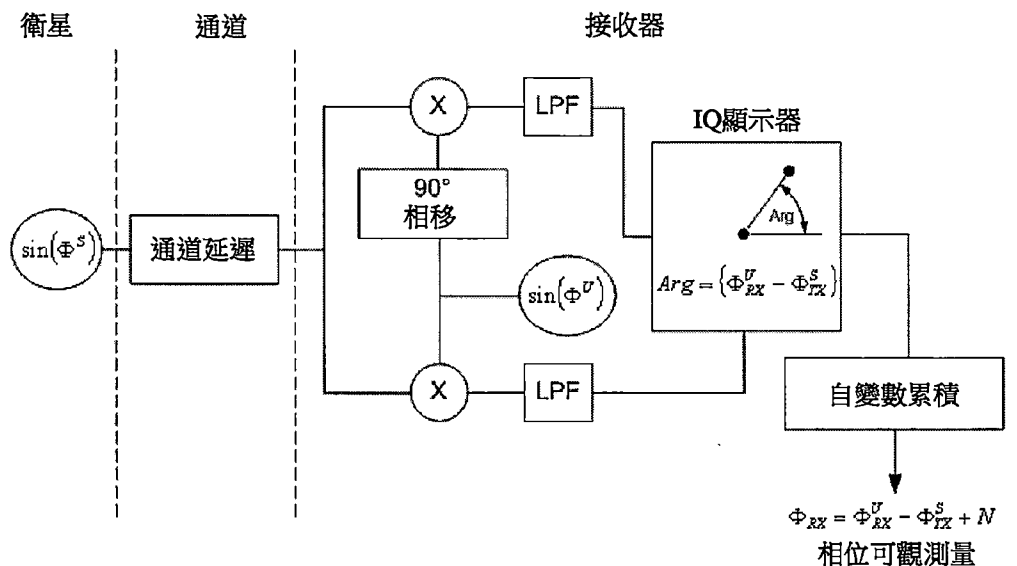 衛星
通道
接收器
X
LPF
IQ顯示器
90°
相移
Arg
sin(Φ^S)
通道延遲
sin(Φ^U)
Arg = {Φ^U_RX − Φ^S_TX}
X
LPF
自變數累積
Φ_RX = Φ^U_RX − Φ^S_TX + N
相位可觀測量